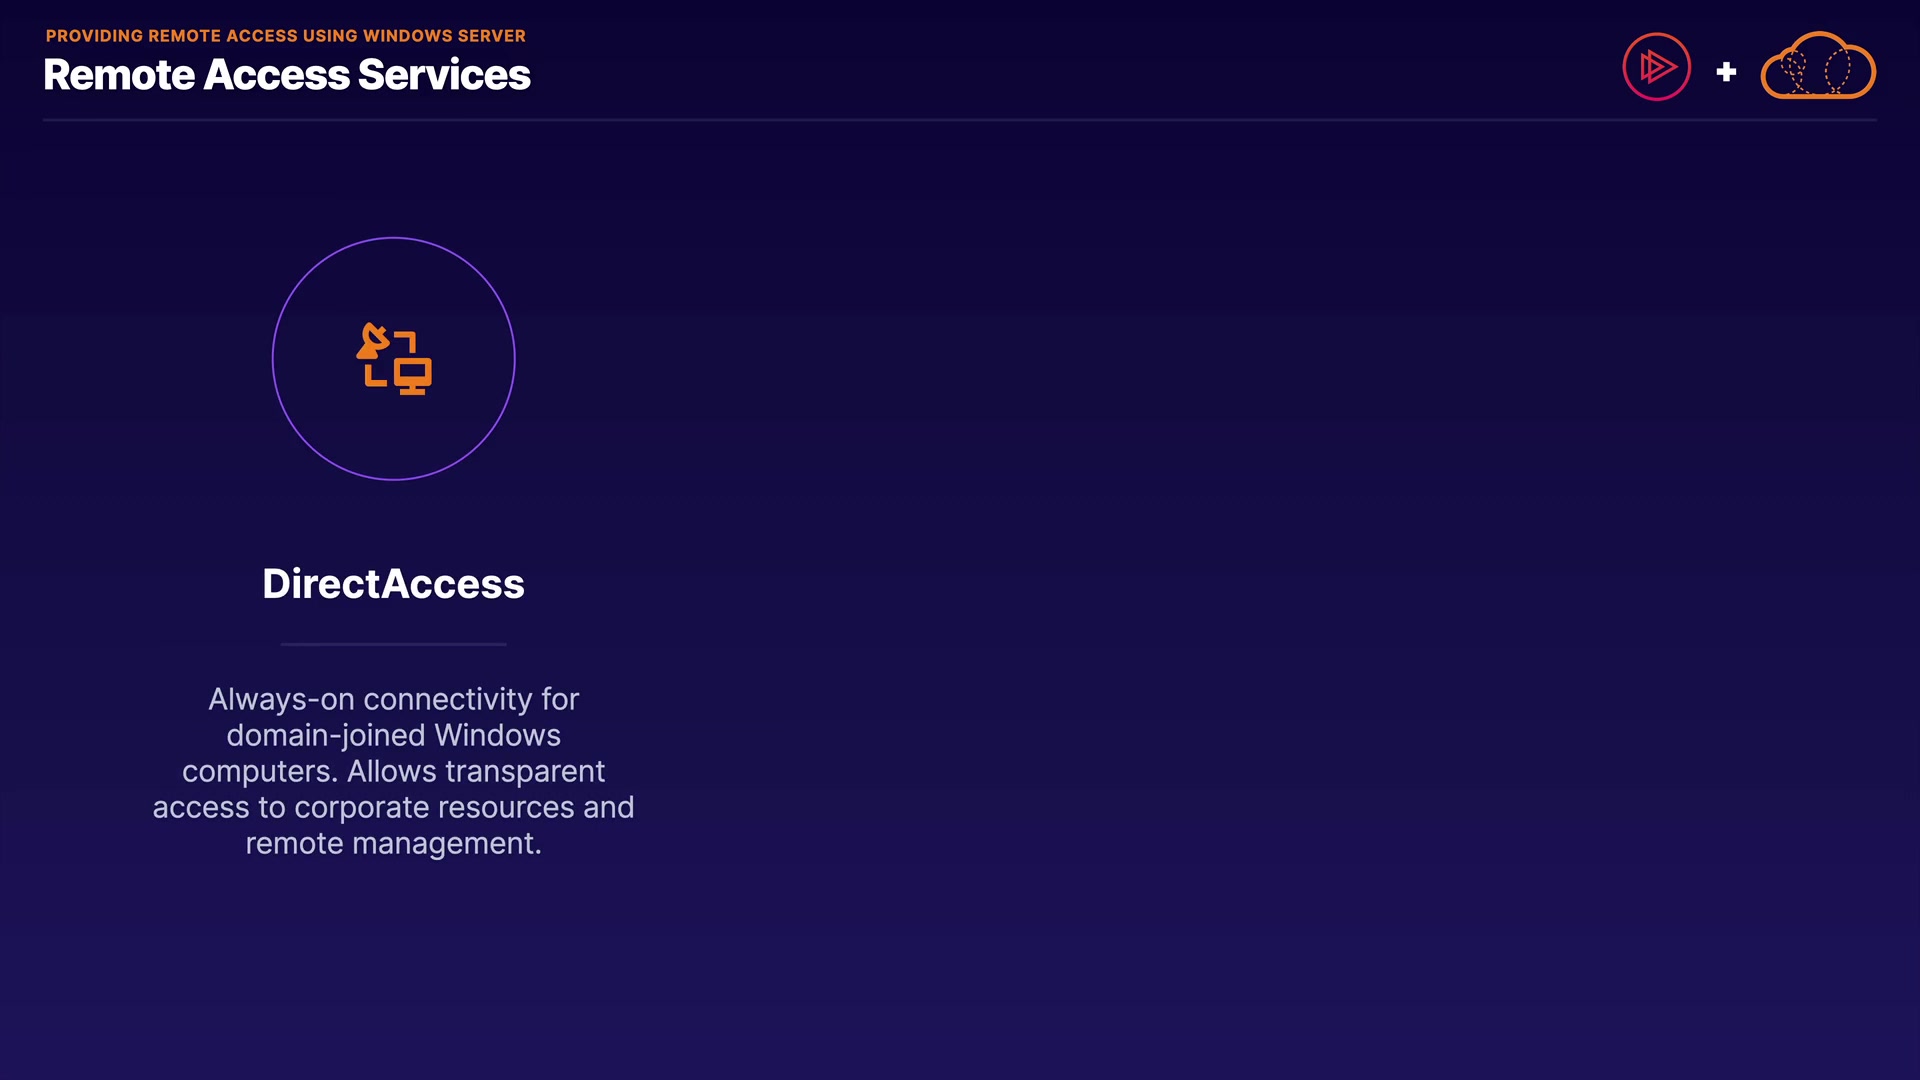 PROVIDING REMOTE ACCESS USING WINDOWS SERVER
Remote Access Services
DirectAccess
Always-on connectivity for
domain-joined Windows
computers. Allows transparent
access to corporate resources and
remote management.